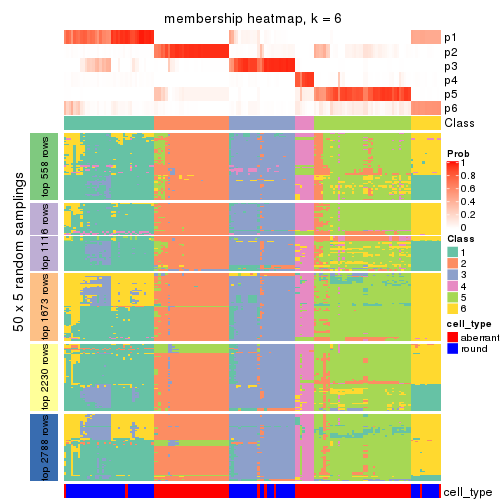 membership heatmap, k = 6
p1
p2
p3
p4
p5
p6
Class
50 x 5 random samplings
top 558 rows
top 1116 rows
top 1673 rows
top 2230 rows
top 2788 rows
cell_type
Prob
1
0.8
0.6
0.4
0.2
0
Class
1
2
3
4
5
6
cell_type
aberrant
round